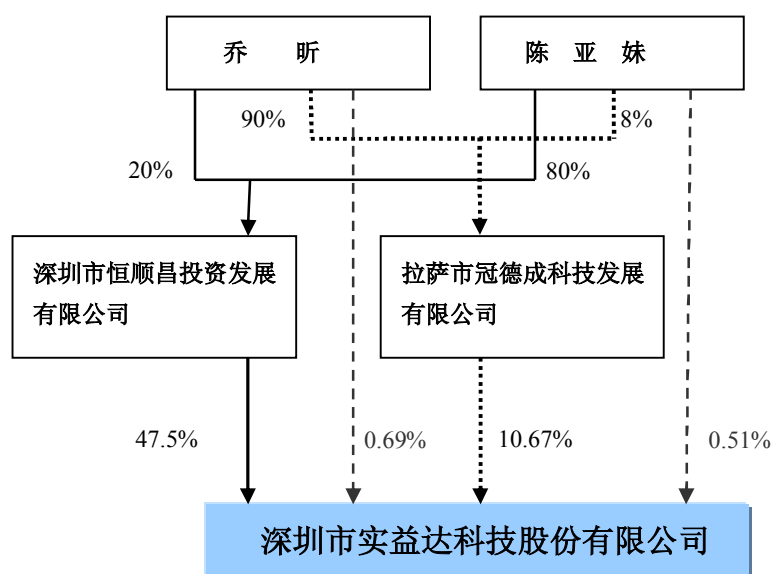 乔 昕
陈 亚 妹
90%
8%
20%
80%
深圳市恒顺昌投资发展
有限公司
拉萨市冠德成科技发展
有限公司
47.5%
0.69%
10.67%
0.51%
深圳市实益达科技股份有限公司